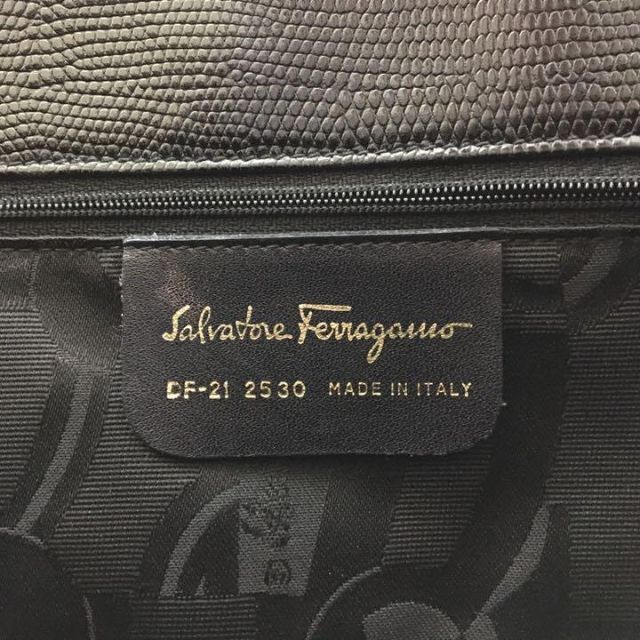 Salvatore Ferragamo
DF-21 2530 MADE IN ITALY